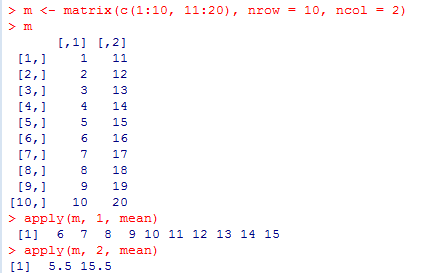 > m <- matrix(c(1:10, 11:20), nrow = 10, ncol = 2)
> m
      [,1] [,2]
 [1,]    1   11
 [2,]    2   12
 [3,]    3   13
 [4,]    4   14
 [5,]    5   15
 [6,]    6   16
 [7,]    7   17
 [8,]    8   18
 [9,]    9   19
[10,]   10   20
> apply(m, 1, mean)
 [1]  6  7  8  9 10 11 12 13 14 15
> apply(m, 2, mean)
[1]  5.5 15.5